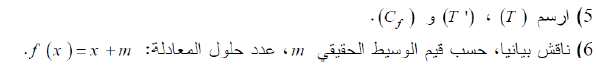 5) ارسم (T) ، (T') و (C_f).
6) ناقش بيانيا، حسب قيم الوسيط الحقيقي m، عدد حلول المعادلة: f(x)=x+m.